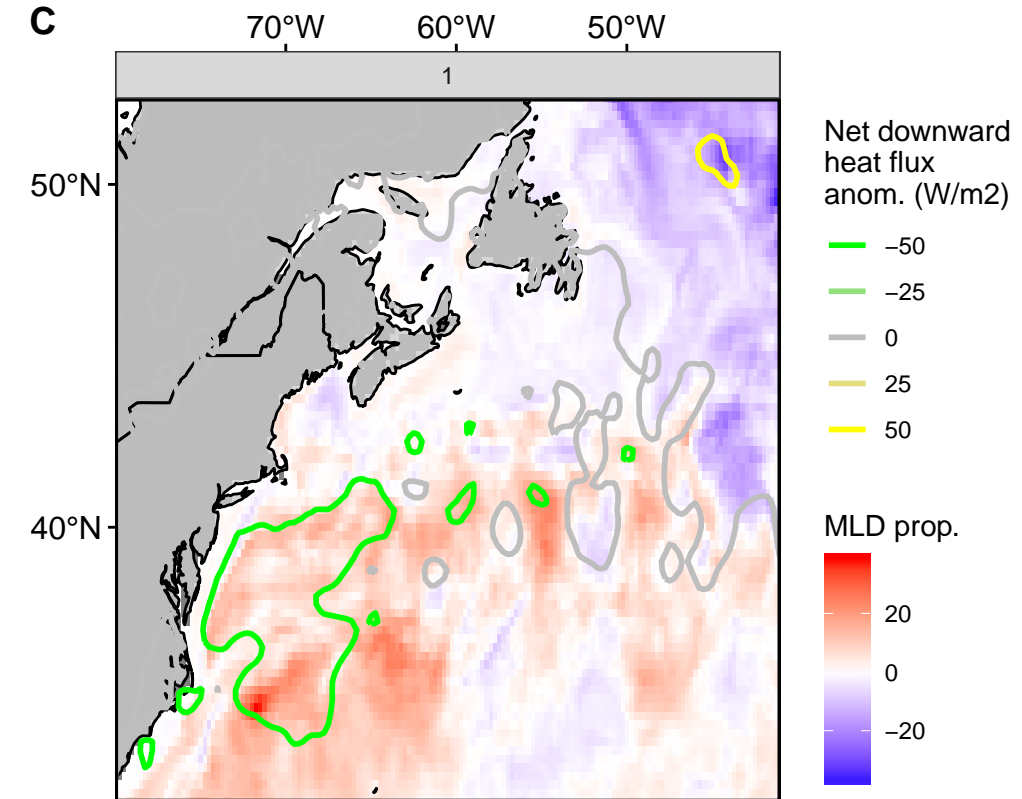 C
70°W 60°W 50°W
1
50°N
40°N
Net downward
heat flux
anom. (W/m2)
−50
−25
0
25
50
MLD prop.
20
0
−20